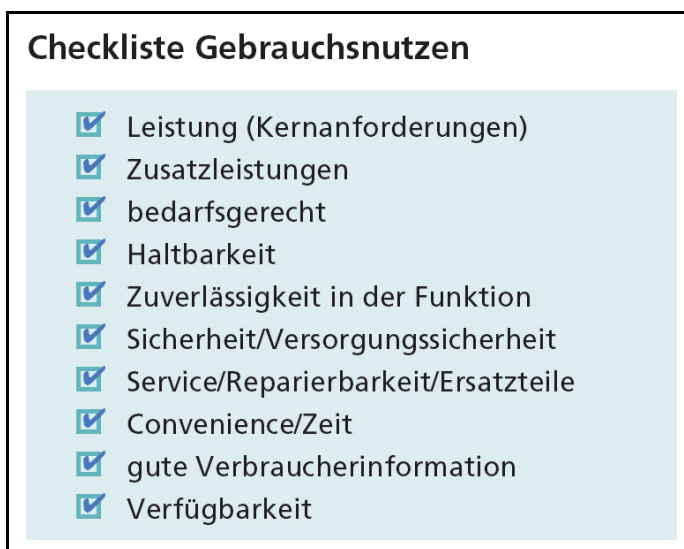 Checkliste Gebrauchsnutzen
Leistung (Kernanforderungen)
Zusatzleistungen
bedarfsgerecht
Haltbarkeit
Zuverlässigkeit in der Funktion
Sicherheit/Versorgungssicherheit
Service/Reparierbarkeit/Ersatzteile
Convenience/Zeit
gute Verbraucherinformation
Verfügbarkeit